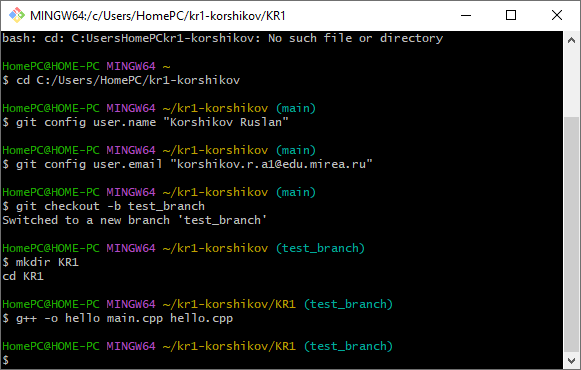 MINGW64:/c/Users/HomePC/kr1-korshikov/KR1
bash: cd: C:UsersHomePCkr1-korshikov: No such file or directory
HomePC@HOME-PC MINGW64 ~
$ cd C:/Users/HomePC/kr1-korshikov
HomePC@HOME-PC MINGW64 ~/kr1-korshikov (main)
$ git config user.name "Korshikov Ruslan"
HomePC@HOME-PC MINGW64 ~/kr1-korshikov (main)
$ git config user.email "korshikov.r.a1@edu.mirea.ru"
HomePC@HOME-PC MINGW64 ~/kr1-korshikov (main)
$ git checkout -b test_branch
Switched to a new branch 'test_branch'
HomePC@HOME-PC MINGW64 ~/kr1-korshikov (test_branch)
$ mkdir KR1
cd KR1
HomePC@HOME-PC MINGW64 ~/kr1-korshikov/KR1 (test_branch)
$ g++ -o hello main.cpp hello.cpp
HomePC@HOME-PC MINGW64 ~/kr1-korshikov/KR1 (test_branch)
$